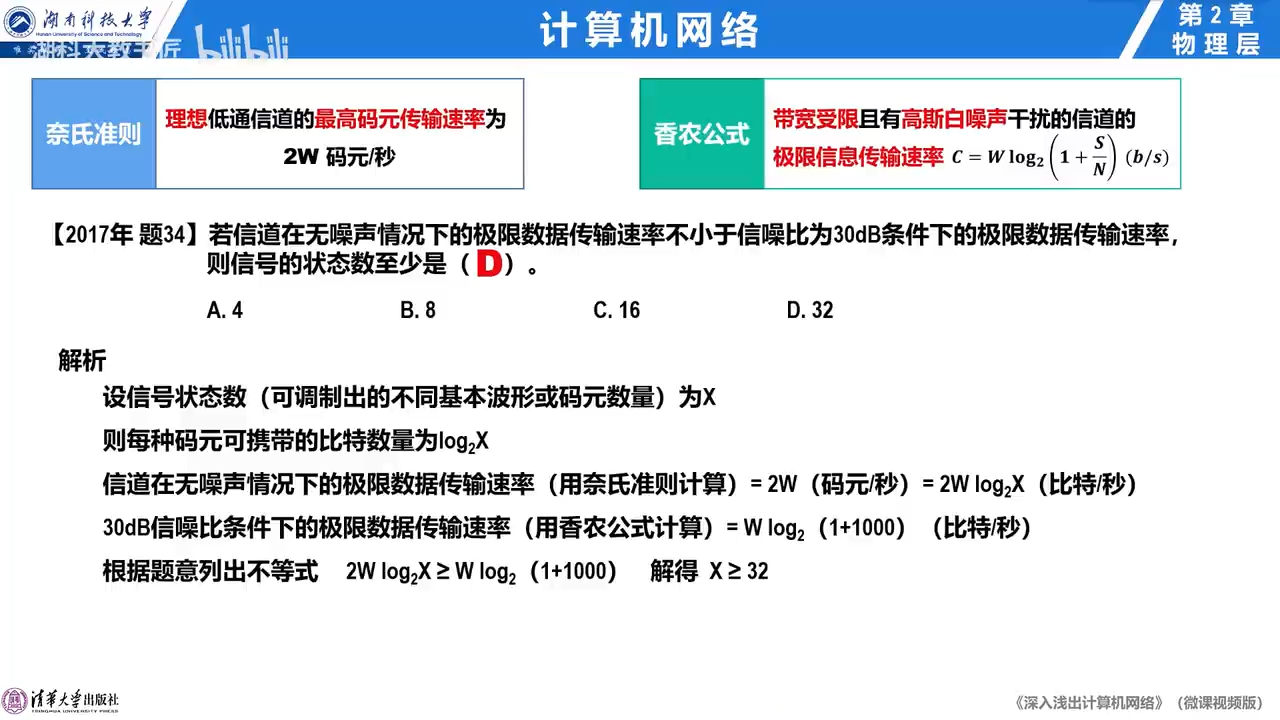 湖南科技大学
Hunan University of Science and Technology
湖科大教书匠 bilibili
计算机网络
第 2 章
物理层
奈氏准则
理想低通信道的最高码元传输速率为
2W 码元/秒
香农公式
带宽受限且有高斯白噪声干扰的信道的
极限信息传输速率 C = W log₂(1 + S/N) (b/s)
【2017年 题34】若信道在无噪声情况下的极限数据传输速率不小于信噪比为30dB条件下的极限数据传输速率,
则信号的状态数至少是（ D ）。
A. 4 B. 8 C. 16 D. 32
解析
设信号状态数（可调制出的不同基本波形或码元数量）为X
则每种码元可携带的比特数量为log₂X
信道在无噪声情况下的极限数据传输速率（用奈氏准则计算）= 2W（码元/秒）= 2W log₂X（比特/秒）
30dB信噪比条件下的极限数据传输速率（用香农公式计算）= W log₂（1+1000）（比特/秒）
根据题意列出不等式 2W log₂X ≥ W log₂（1+1000） 解得 X ≥ 32
清华大学出版社
TSINGHUA UNIVERSITY PRESS
《深入浅出计算机网络》（微课视频版）